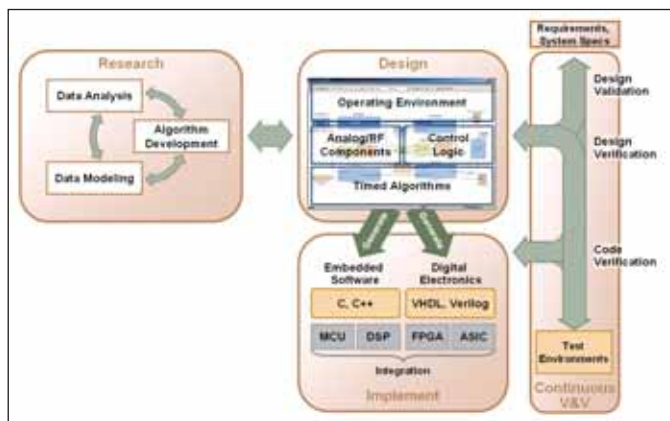 Research
Data Analysis
Algorithm
Development
Data Modeling
Design
Operating Environment
Analog/RF
Components
Control
Logic
Timed Algorithms
Generate
Generate
Embedded
Software
Digital
Electronics
C, C++
VHDL, Verilog
MCU
DSP
FPGA
ASIC
Integration
Implement
Requirements,
System Specs
Design
Validation
Design
Verification
Code
Verification
Test
Environments
Continuous
V&V